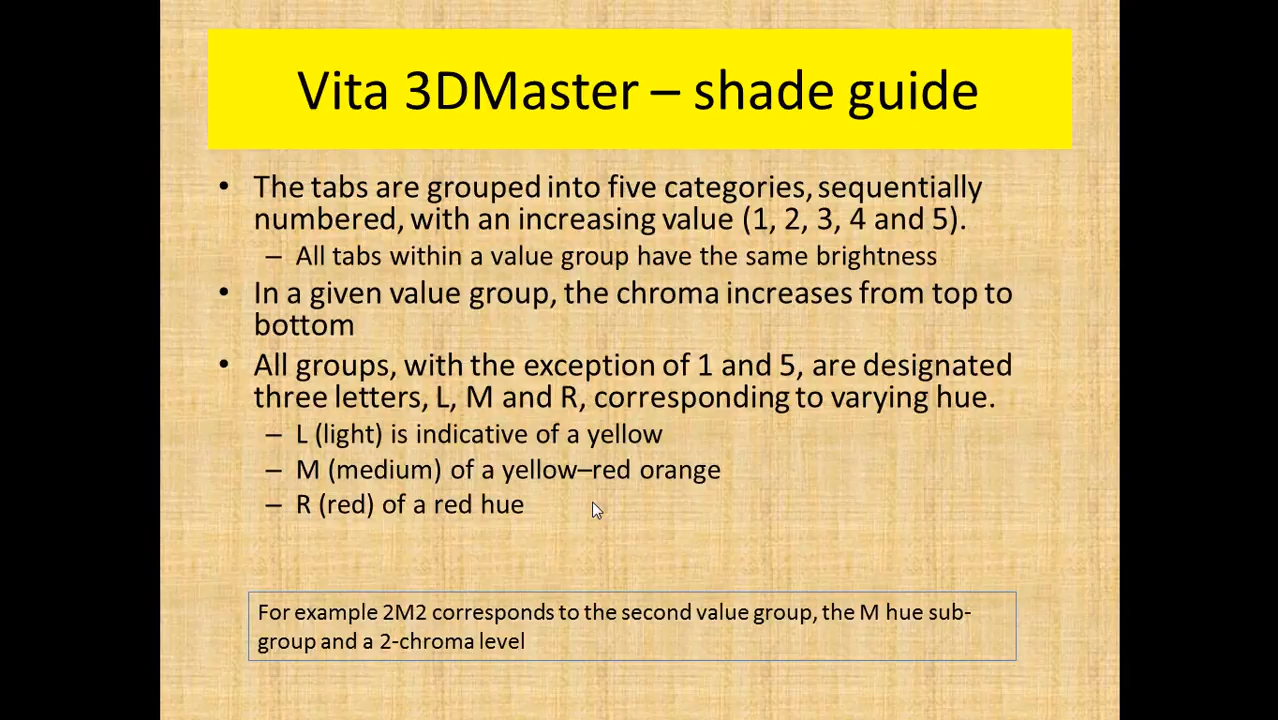 Vita 3DMaster – shade guide
• The tabs are grouped into five categories, sequentially
numbered, with an increasing value (1, 2, 3, 4 and 5).
– All tabs within a value group have the same brightness
• In a given value group, the chroma increases from top to
bottom
• All groups, with the exception of 1 and 5, are designated
three letters, L, M and R, corresponding to varying hue.
– L (light) is indicative of a yellow
– M (medium) of a yellow–red orange
– R (red) of a red hue
For example 2M2 corresponds to the second value group, the M hue sub-
group and a 2-chroma level